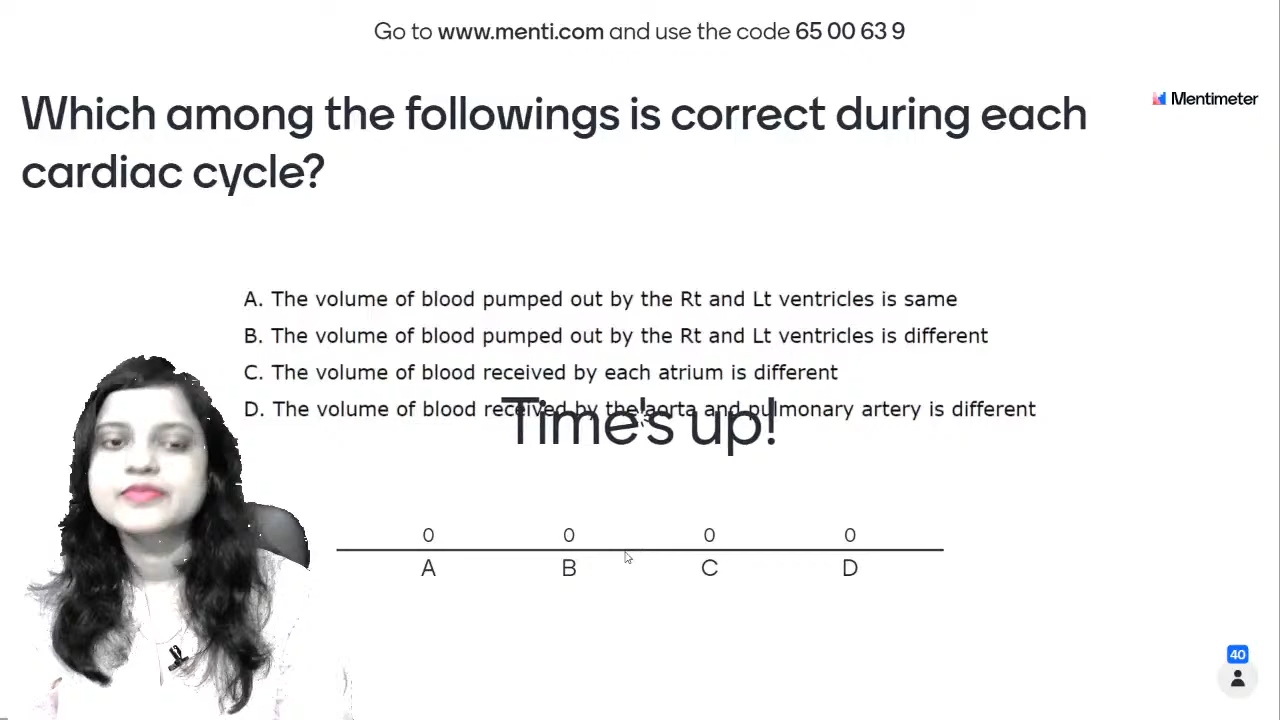 Go to www.menti.com and use the code 65 00 63 9
Mentimeter
Which among the followings is correct during each
cardiac cycle?
A. The volume of blood pumped out by the Rt and Lt ventricles is same
B. The volume of blood pumped out by the Rt and Lt ventricles is different
C. The volume of blood received by each atrium is different
D. The volume of blood received by the aorta and pulmonary artery is different
Time's up!
0 0 0 0
A B C D
40